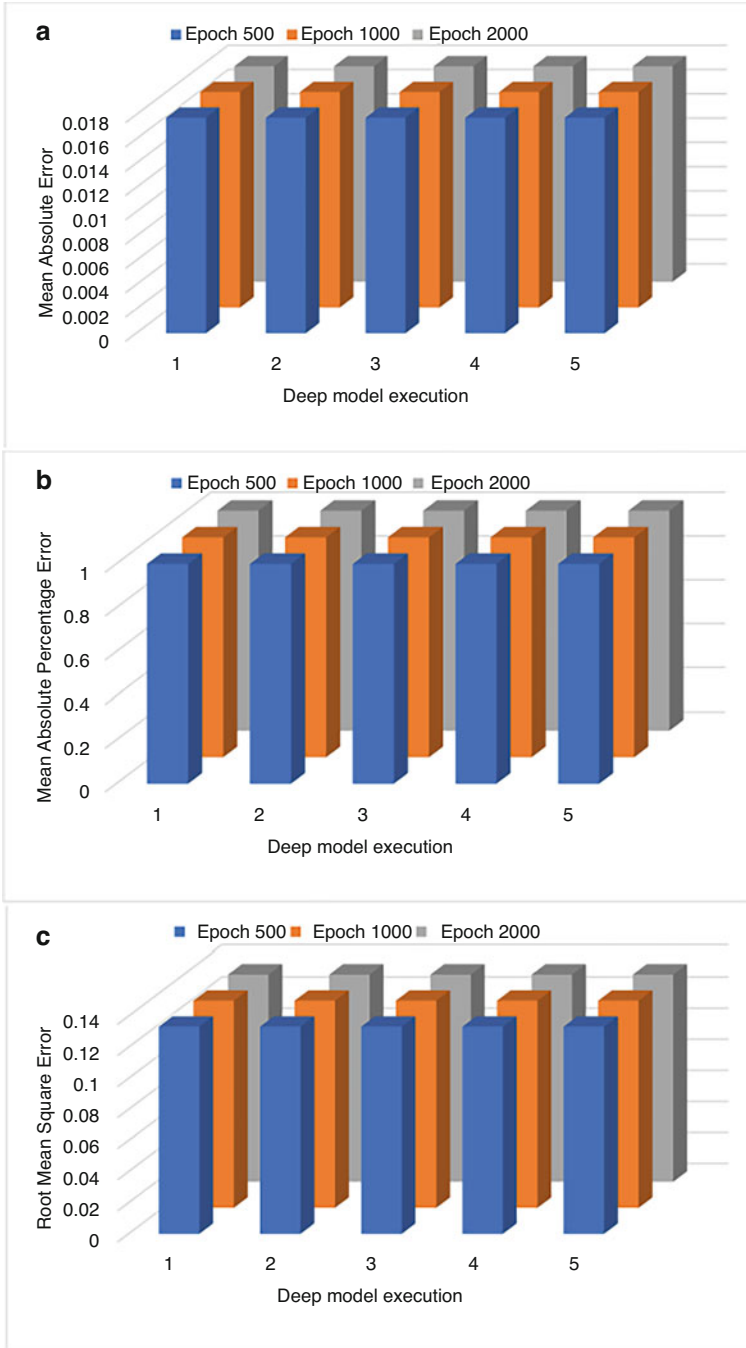 a
Epoch 500 Epoch 1000 Epoch 2000
Mean Absolute Error
0.018
0.016
0.014
0.012
0.01
0.008
0.006
0.004
0.002
0
1 2 3 4 5
Deep model execution
b
Epoch 500 Epoch 1000 Epoch 2000
Mean Absolute Percentage Error
1
0.8
0.6
0.4
0.2
0
1 2 3 4 5
Deep model execution
c
Epoch 500 Epoch 1000 Epoch 2000
Root Mean Square Error
0.14
0.12
0.1
0.08
0.06
0.04
0.02
0
1 2 3 4 5
Deep model execution